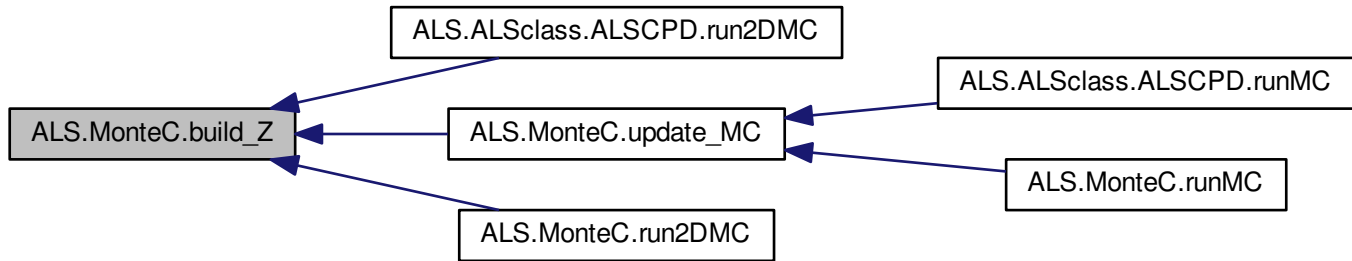 ALS.ALSclass.ALSCPD.run2DMC
ALS.ALSclass.ALSCPD.runMC
ALS.MonteC.build_Z
ALS.MonteC.update_MC
ALS.MonteC.runMC
ALS.MonteC.run2DMC